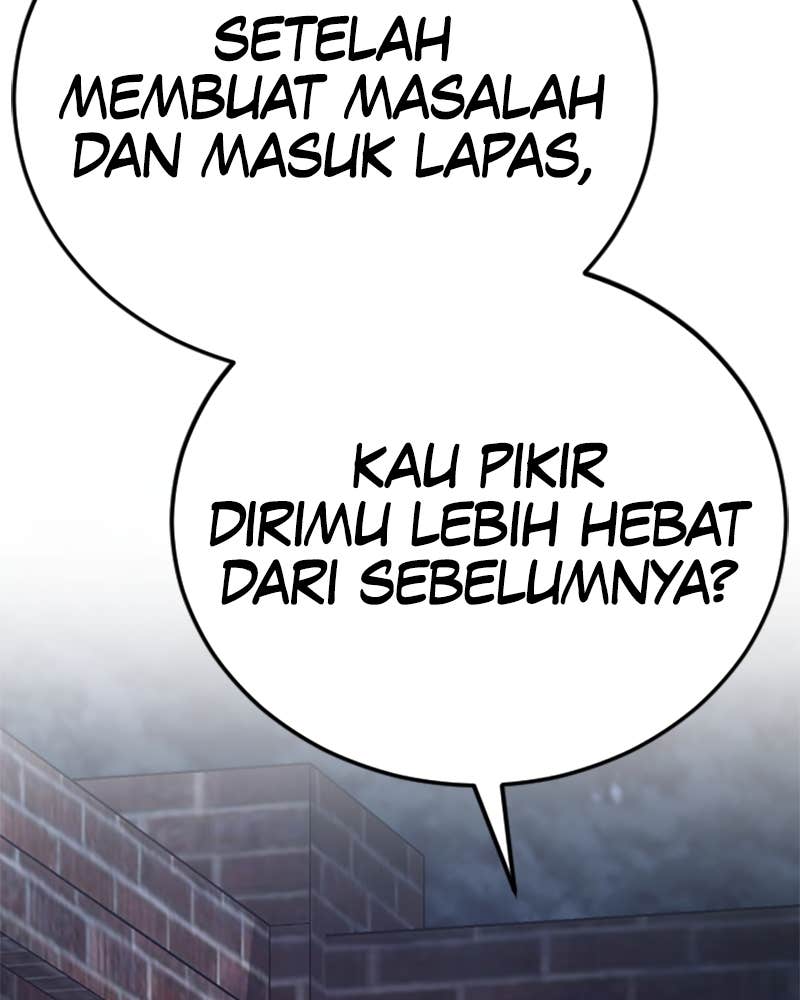 SETELAH
MEMBUAT MASALAH
DAN MASUK LAPAS,
KAU PIKIR
DIRIMU LEBIH HEBAT
DARI SEBELUMNYA?